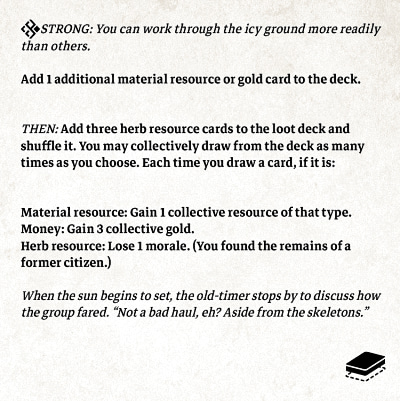 STRONG: You can work through the icy ground more readily
than others.
Add 1 additional material resource or gold card to the deck.
THEN: Add three herb resource cards to the loot deck and
shuffle it. You may collectively draw from the deck as many
times as you choose. Each time you draw a card, if it is:
Material resource: Gain 1 collective resource of that type.
Money: Gain 3 collective gold.
Herb resource: Lose 1 morale. (You found the remains of a
former citizen.)
When the sun begins to set, the old-timer stops by to discuss how
the group fared. “Not a bad haul, eh? Aside from the skeletons.”